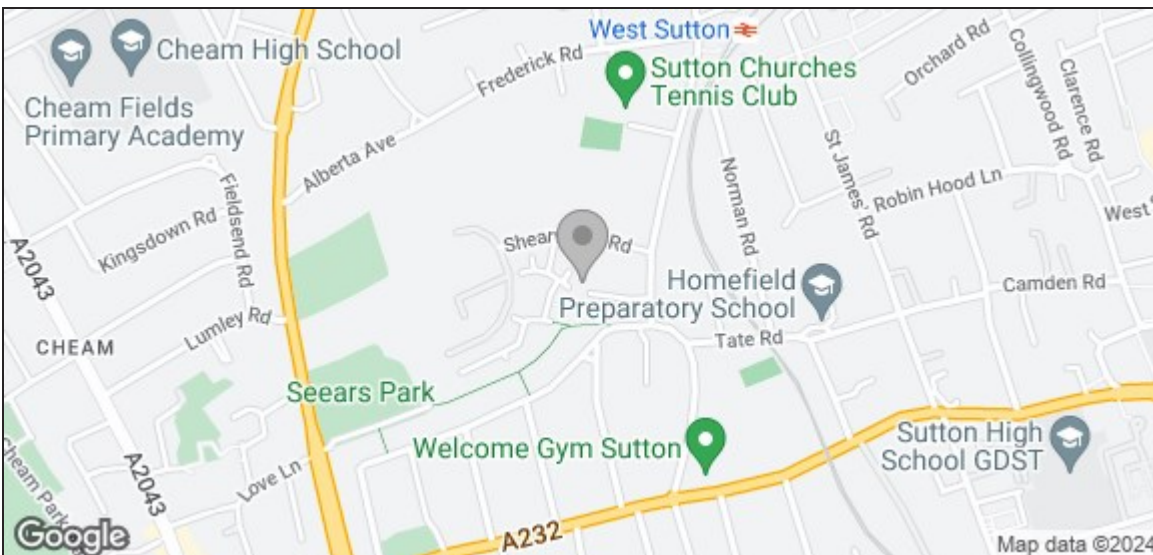 West Sutton
Cheam High School
Cheam Fields
Primary Academy
Frederick Rd
Sutton Churches
Tennis Club
Orchard Rd
Collingwood Rd
Clarence Rd
Alberta Ave
Fieldsend Rd
Kingsdown Rd
Norman Rd
St James' Rd
Robin Hood Ln
A2043
Rd
Homefield
Preparatory School
Camden Rd
CHEAM
Lumley Rd
Tate Rd
Seears Park
Welcome Gym Sutton
Sutton High
School GDST
Love Ln
A2043
Cheam Park
A232
Google
Map data ©2024